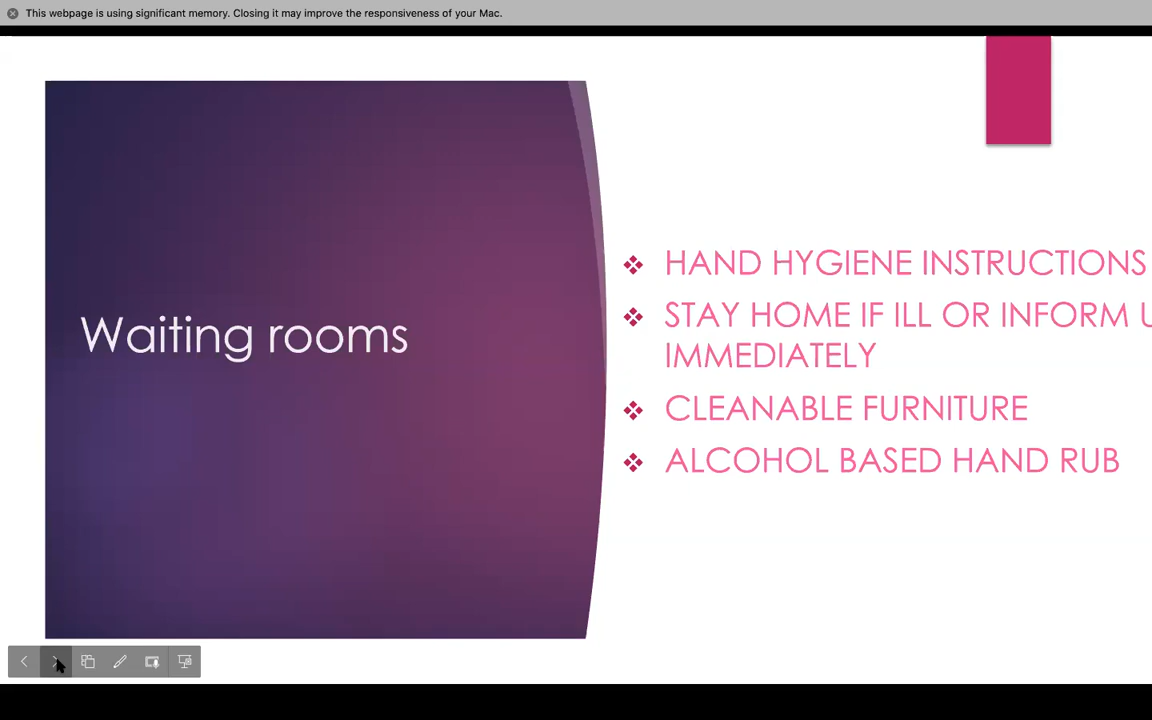 This webpage is using significant memory. Closing it may improve the responsiveness of your Mac.
Waiting rooms
HAND HYGIENE INSTRUCTIONS
STAY HOME IF ILL OR INFORM
IMMEDIATELY
CLEANABLE FURNITURE
ALCOHOL BASED HAND RUB